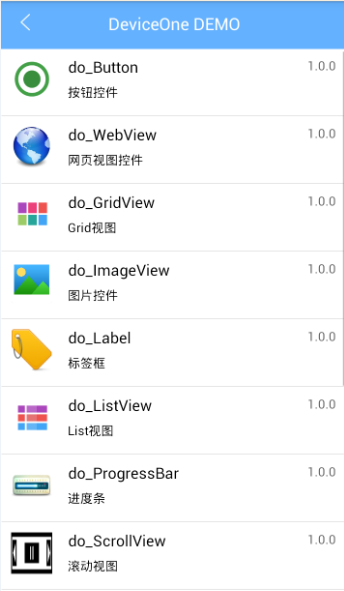 DeviceOne DEMO
do_Button 1.0.0
按钮控件
do_WebView 1.0.0
网页视图控件
do_GridView 1.0.0
Grid视图
do_ImageView 1.0.0
图片控件
do_Label 1.0.0
标签框
do_ListView 1.0.0
List视图
do_ProgressBar 1.0.0
进度条
do_ScrollView 1.0.0
滚动视图